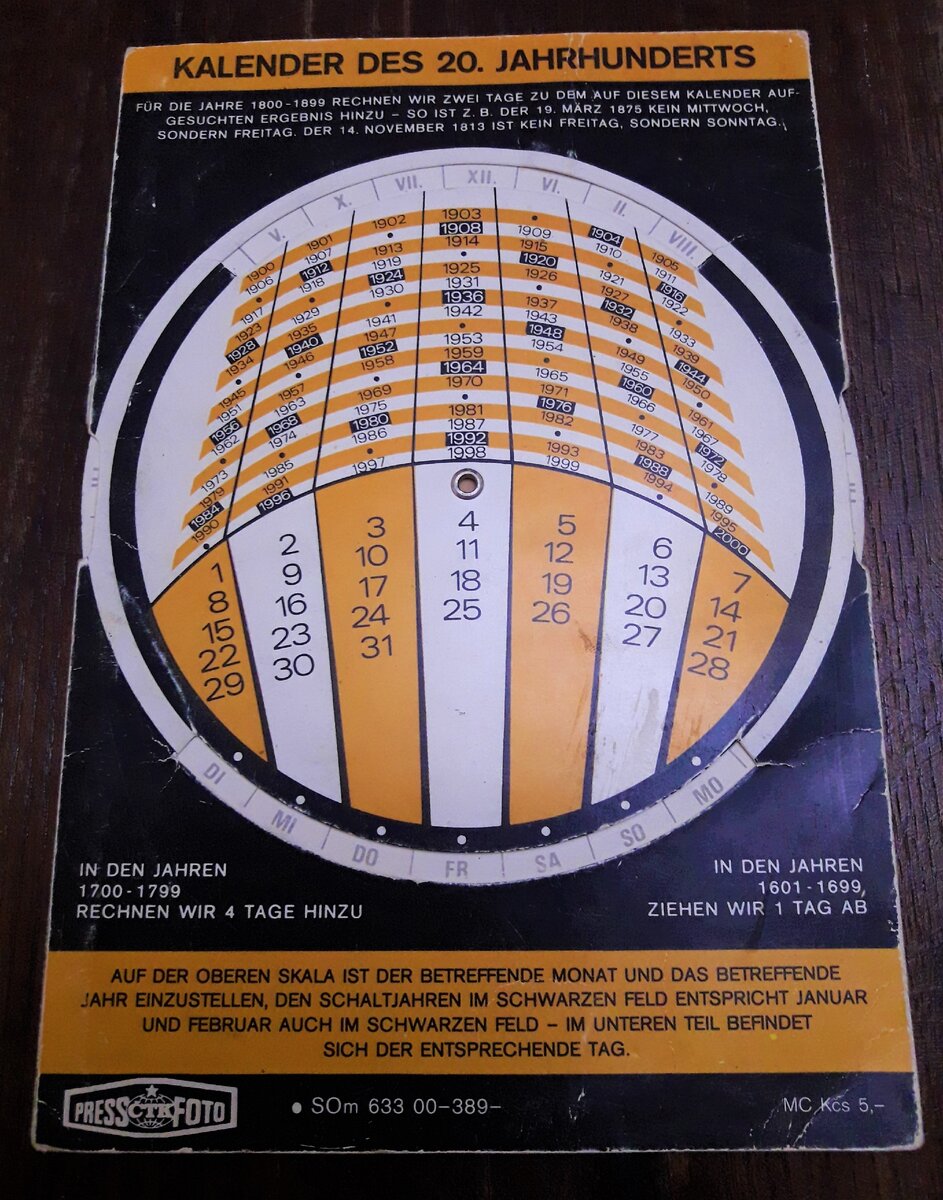 KALENDER DES 20. JAHRHUNDERTS
FÜR DIE JAHRE 1800-1899 RECHNEN WIR ZWEI TAGE ZU DEM AUF DIESEM KALENDER AUF-
GESUCHTEN ERGEBNIS HINZU – SO IST Z. B. DER 19. MÄRZ 1875 KEIN MITTWOCH,
SONDERN FREITAG. DER 14. NOVEMBER 1813 IST KEIN FREITAG, SONDERN SONNTAG.
V. X. VII. XII. VI. II. VIII.
1900 1901 1902 1903 • 1904 1905
1906 1907 • 1908 1909 1910 1911
• 1912 1913 1914 1915 • 1916
1917 1918 1919 • 1920 1921 1922
1923 • 1924 1925 1926 1927 •
1928 1929 1930 1931 • 1932 1933
1934 1935 • 1936 1937 1938 1939
• 1940 1941 1942 1943 • 1944
1945 1946 1947 • 1948 1949 1950
1951 • 1952 1953 1954 1955 •
1956 1957 1958 1959 • 1960 1961
1962 1963 • 1964 1965 1966 1967
• 1968 1969 1970 1971 • 1972
1973 1974 1975 • 1976 1977 1978
1979 • 1980 1981 1982 1983 •
1984 1985 1986 1987 • 1988 1989
1990 1991 • 1992 1993 1994 1995
• 1996 1997 1998 1999 • 2000
1 2 3 4 5 6 7
8 9 10 11 12 13 14
15 16 17 18 19 20 21
22 23 24 25 26 27 28
29 30 31
DI MI DO FR SA SO MO
IN DEN JAHREN
1700-1799
RECHNEN WIR 4 TAGE HINZU
IN DEN JAHREN
1601-1699,
ZIEHEN WIR 1 TAG AB
AUF DER OBEREN SKALA IST DER BETREFFENDE MONAT UND DAS BETREFFENDE
JAHR EINZUSTELLEN, DEN SCHALTJAHREN IM SCHWARZEN FELD ENTSPRICHT JANUAR
UND FEBRUAR AUCH IM SCHWARZEN FELD – IM UNTEREN TEIL BEFINDET
SICH DER ENTSPRECHENDE TAG.
PRESS ČTK FOTO
• SOm 633 00–389–
MC Kčs 5,–